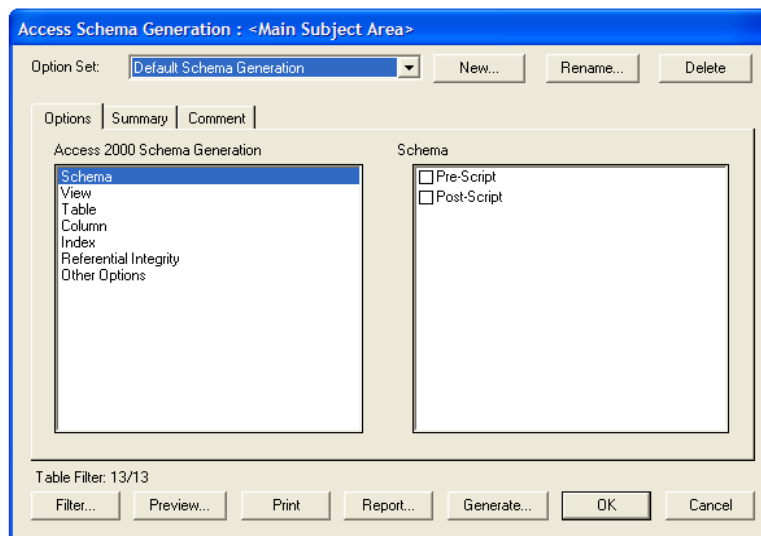 Access Schema Generation : <Main Subject Area>
Option Set: Default Schema Generation New... Rename... Delete
Options Summary Comment
Access 2000 Schema Generation Schema
Schema Pre-Script
View Post-Script
Table
Column
Index
Referential Integrity
Other Options
Table Filter: 13/13
Filter... Preview... Print Report... Generate... OK Cancel